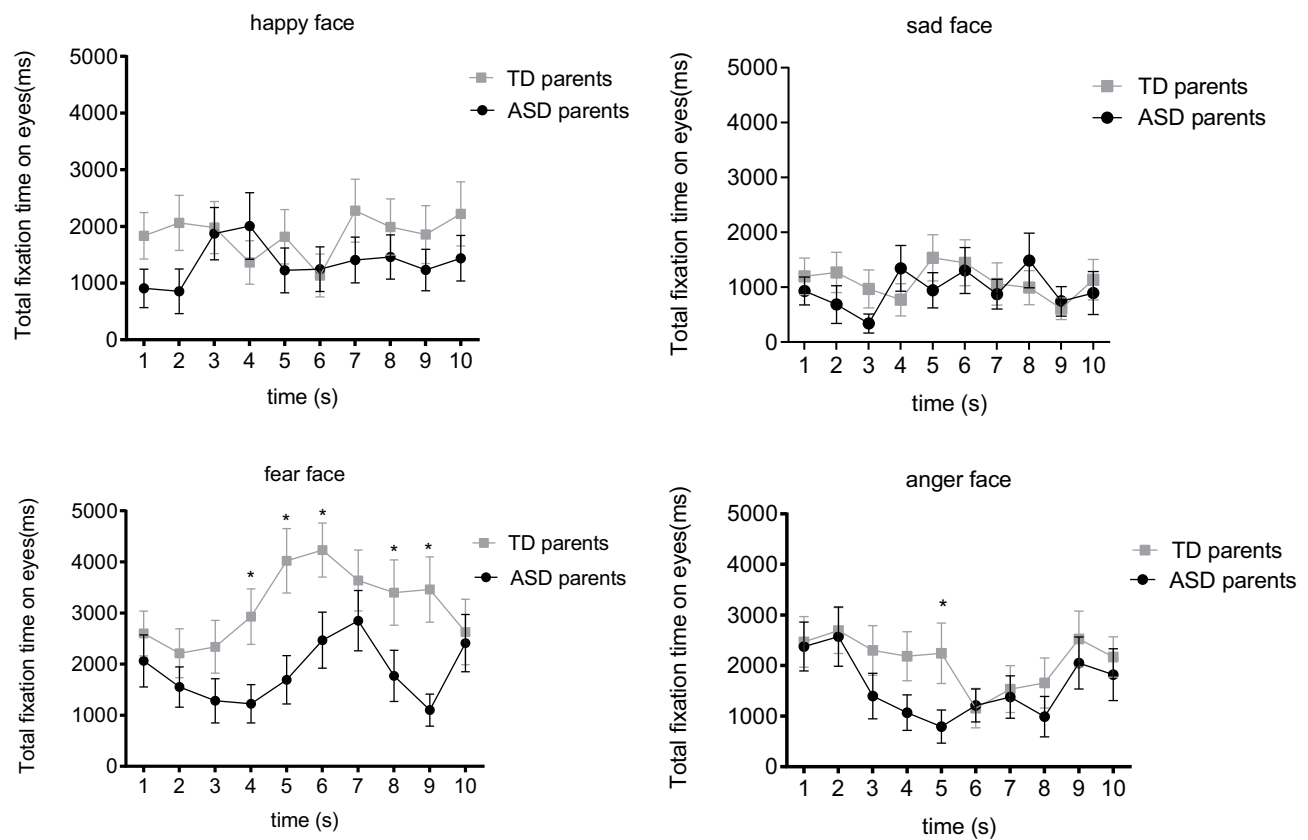 happy face
Total fixation time on eyes(ms)
5000
4000
3000
2000
1000
0
1 2 3 4 5 6 7 8 9 10
time (s)
TD parents
ASD parents
sad face
Total fixation time on eyes(ms)
5000
4000
3000
2000
1000
0
1 2 3 4 5 6 7 8 9 10
time (s)
TD parents
ASD parents
fear face
Total fixation time on eyes(ms)
5000
4000
3000
2000
1000
0
* * * * *
1 2 3 4 5 6 7 8 9 10
time (s)
TD parents
ASD parents
anger face
Total fixation time on eyes(ms)
5000
4000
3000
2000
1000
0
*
1 2 3 4 5 6 7 8 9 10
time (s)
TD parents
ASD parents